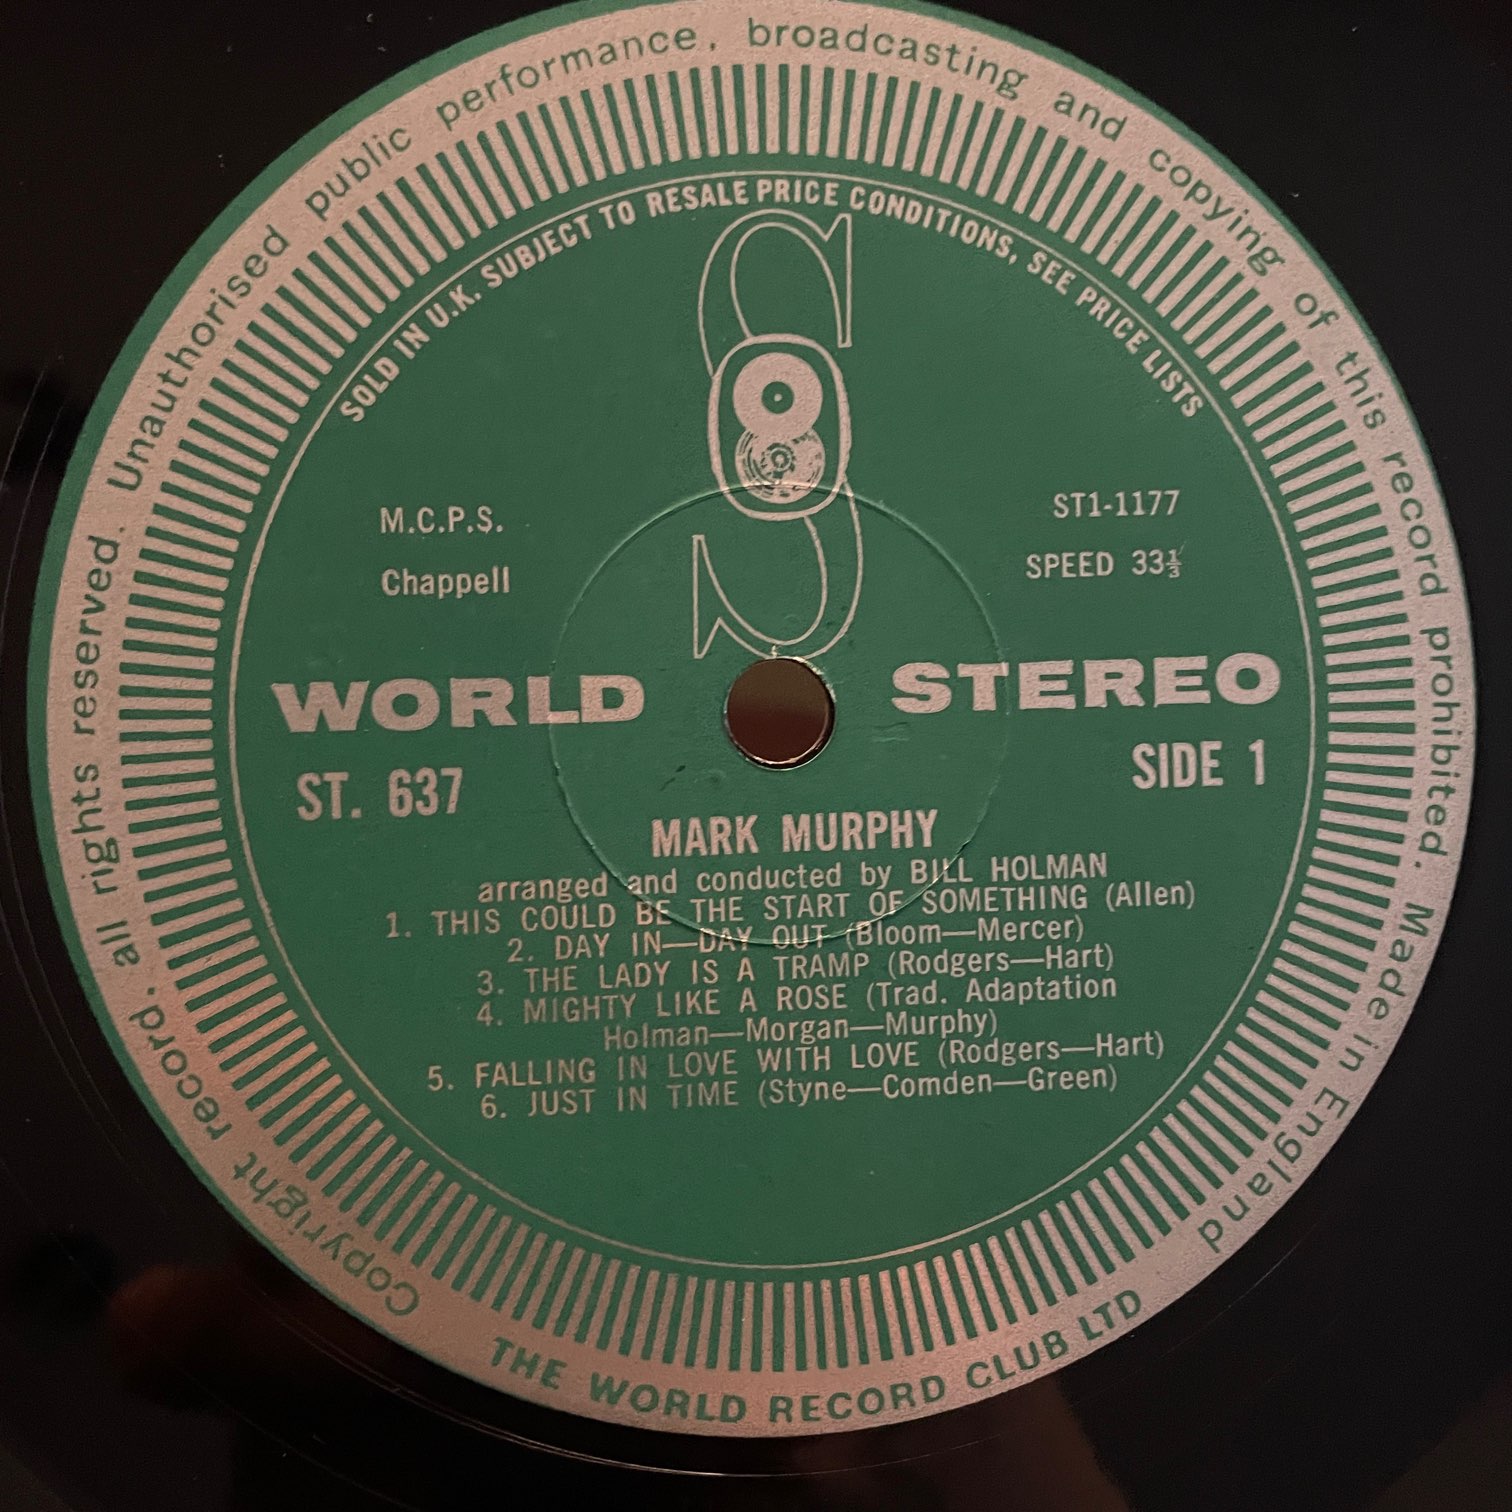 Copyright record. all rights reserved. Unauthorised public performance, broadcasting and copying of this record prohibited. Made in England
SOLD IN U.K. SUBJECT TO RESALE PRICE CONDITIONS, SEE PRICE LISTS
S
M.C.P.S.
ST1-1177
Chappell
SPEED 33⅓
WORLD STEREO
ST. 637
SIDE 1
MARK MURPHY
arranged and conducted by BILL HOLMAN
1. THIS COULD BE THE START OF SOMETHING (Allen)
2. DAY IN—DAY OUT (Bloom—Mercer)
3. THE LADY IS A TRAMP (Rodgers—Hart)
4. MIGHTY LIKE A ROSE (Trad. Adaptation
Holman—Morgan—Murphy)
5. FALLING IN LOVE WITH LOVE (Rodgers—Hart)
6. JUST IN TIME (Styne—Comden—Green)
THE WORLD RECORD CLUB LTD